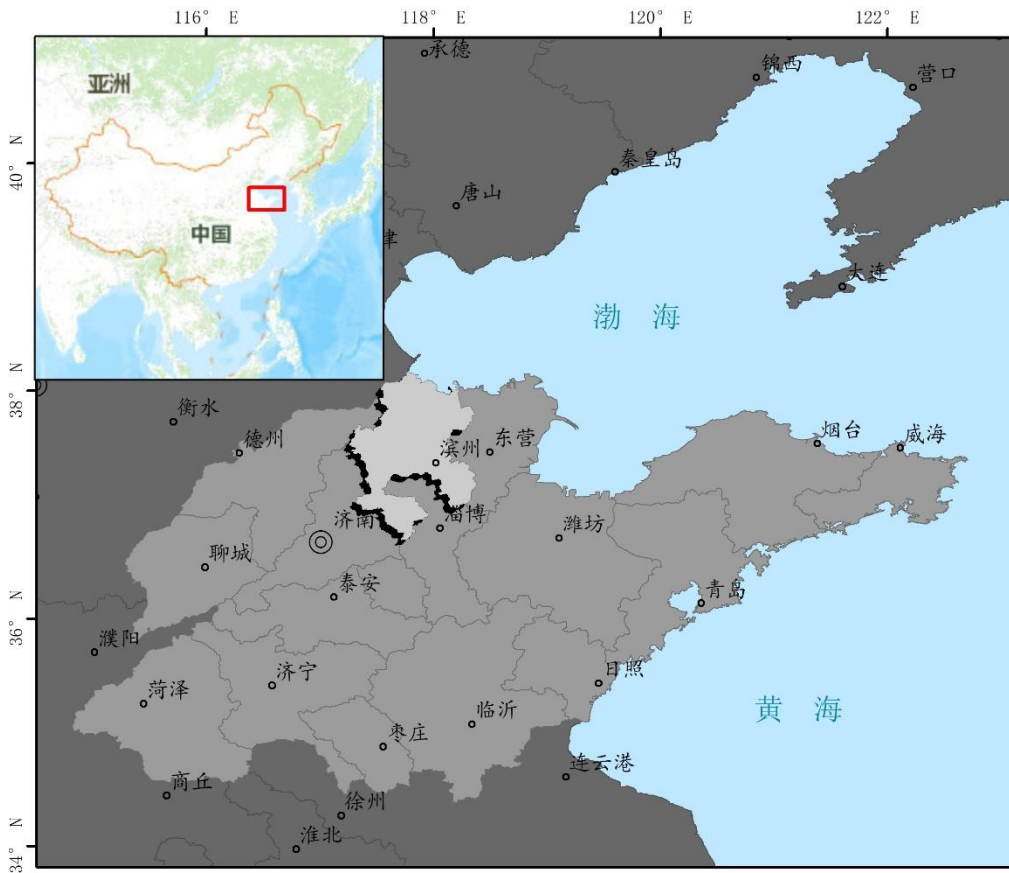 116° E
118° E
120° E
122° E
承德
锦西
营口
亚洲
40° N
秦皇岛
唐山
中国
津
大连
渤 海
38° N
衡水
德州
滨州
东营
烟台
威海
济南
淄博
潍坊
聊城
泰安
青岛
36° N
濮阳
济宁
日照
菏泽
临沂
黄 海
枣庄
连云港
商丘
徐州
淮北
34° N